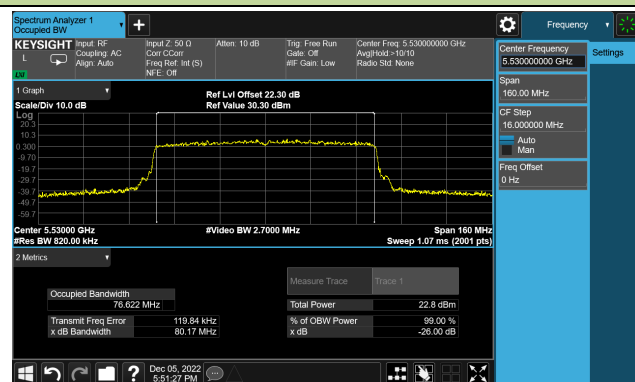 Spectrum Analyzer 1
Occupied BW
+
Frequency
KEYSIGHT
L
LXI
Input: RF
Coupling: AC
Align: Auto
Input Z: 50 Ω
Corr CCorr
Freq Ref: Int (S)
NFE: Off
Atten: 10 dB
Trig: Free Run
Gate: Off
#IF Gain: Low
Center Freq: 5.530000000 GHz
Avg|Hold:>10/10
Radio Std: None
Center Frequency
5.530000000 GHz
Settings
Span
160.00 MHz
CF Step
16.000000 MHz
Auto
Man
Freq Offset
0 Hz
1 Graph
Scale/Div 10.0 dB
Ref Lvl Offset 22.30 dB
Ref Value 30.30 dBm
Log
20.3
10.3
0.300
-9.70
-19.7
-29.7
-39.7
-49.7
-59.7
Center 5.53000 GHz
#Res BW 820.00 kHz
#Video BW 2.7000 MHz
Span 160 MHz
Sweep 1.07 ms (2001 pts)
2 Metrics
Measure Trace
Trace 1
Occupied Bandwidth
76.622 MHz
Total Power
22.8 dBm
Transmit Freq Error
119.84 kHz
% of OBW Power
99.00 %
x dB Bandwidth
80.17 MHz
x dB
-26.00 dB
?
Dec 05, 2022
5:51:27 PM